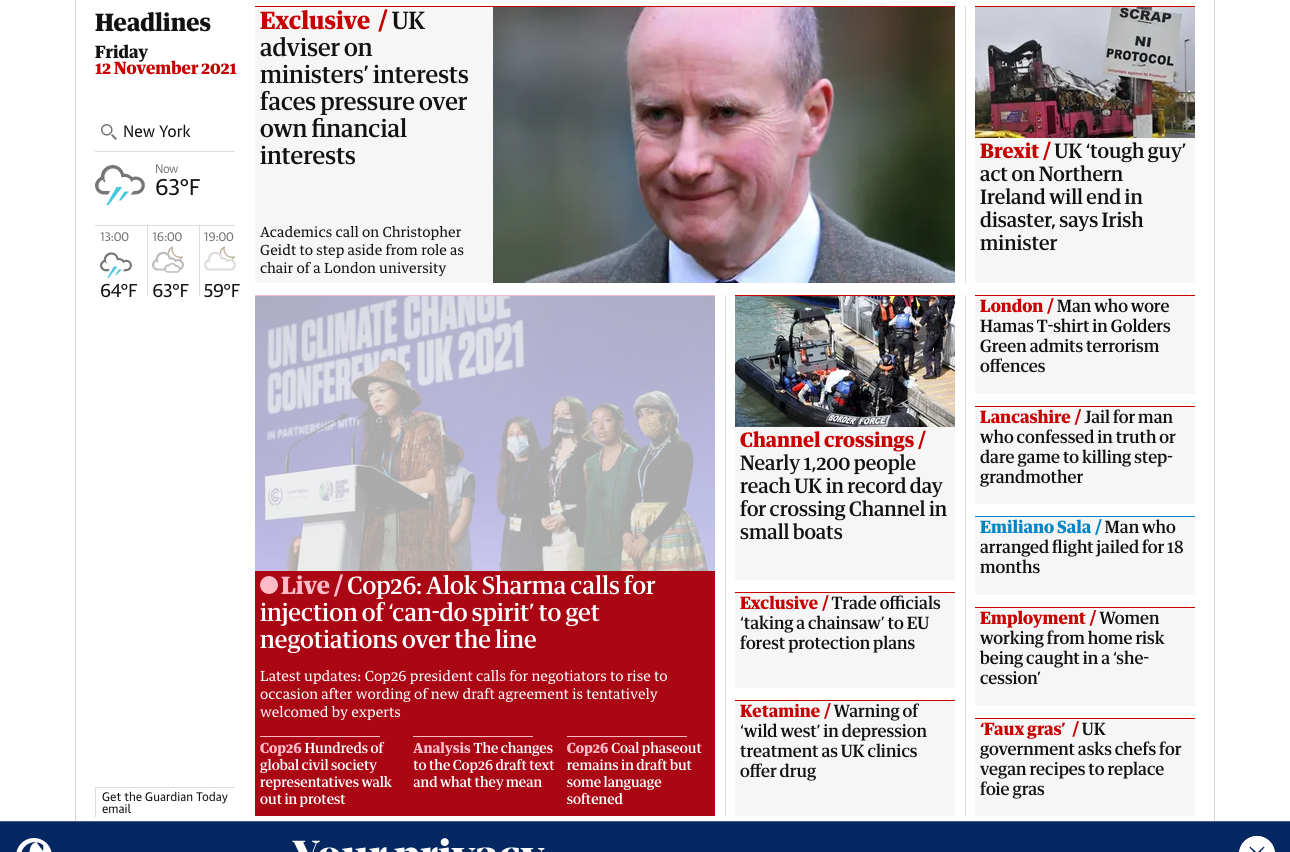 Headlines
Friday
12 November 2021
New York
Now
63°F
13:00
16:00
19:00
64°F
63°F
59°F
Get the Guardian Today
email
Exclusive / UK
adviser on
ministers’ interests
faces pressure over
own financial
interests
Academics call on Christopher
Geidt to step aside from role as
chair of a London university
SCRAP
NI
PROTOCOL
Brexit / UK ‘tough guy’
act on Northern
Ireland will end in
disaster, says Irish
minister
UN CLIMATE CHANGE
CONFERENCE UK 2021
IN PARTNERSHIP WITH
Live / Cop26: Alok Sharma calls for
injection of ‘can-do spirit’ to get
negotiations over the line
Latest updates: Cop26 president calls for negotiators to rise to
occasion after wording of new draft agreement is tentatively
welcomed by experts
Cop26 Hundreds of
global civil society
representatives walk
out in protest
Analysis The changes
to the Cop26 draft text
and what they mean
Cop26 Coal phaseout
remains in draft but
some language
softened
BORDER FORCE
Channel crossings /
Nearly 1,200 people
reach UK in record day
for crossing Channel in
small boats
Exclusive / Trade officials
‘taking a chainsaw’ to EU
forest protection plans
Ketamine / Warning of
‘wild west’ in depression
treatment as UK clinics
offer drug
London / Man who wore
Hamas T-shirt in Golders
Green admits terrorism
offences
Lancashire / Jail for man
who confessed in truth or
dare game to killing step-
grandmother
Emiliano Sala / Man who
arranged flight jailed for 18
months
Employment / Women
working from home risk
being caught in a ‘she-
cession’
‘Faux gras’ / UK
government asks chefs for
vegan recipes to replace
foie gras
Your privacy